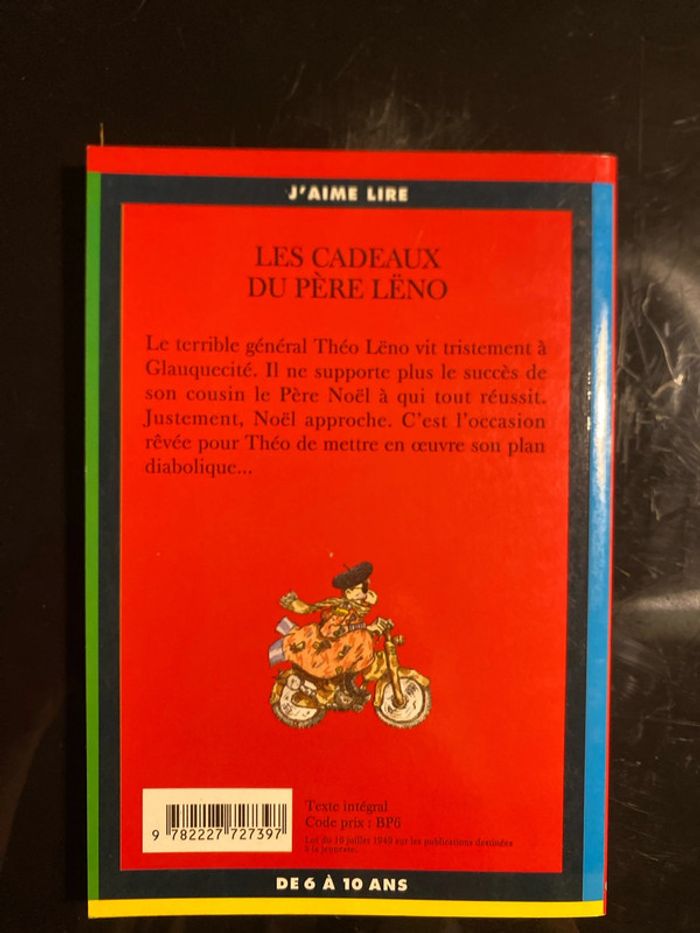 J'AIME LIRE
LES CADEAUX
DU PÈRE LËNO
Le terrible général Théo Lëno vit tristement à
Glauquecité. Il ne supporte plus le succès de
son cousin le Père Noël à qui tout réussit.
Justement, Noël approche. C'est l'occasion
rêvée pour Théo de mettre en œuvre son plan
diabolique...
Texte intégral
Code prix : BP6
Loi du 16 juillet 1949 sur les publications destinées
à la jeunesse.
9 782227 727397
DE 6 À 10 ANS